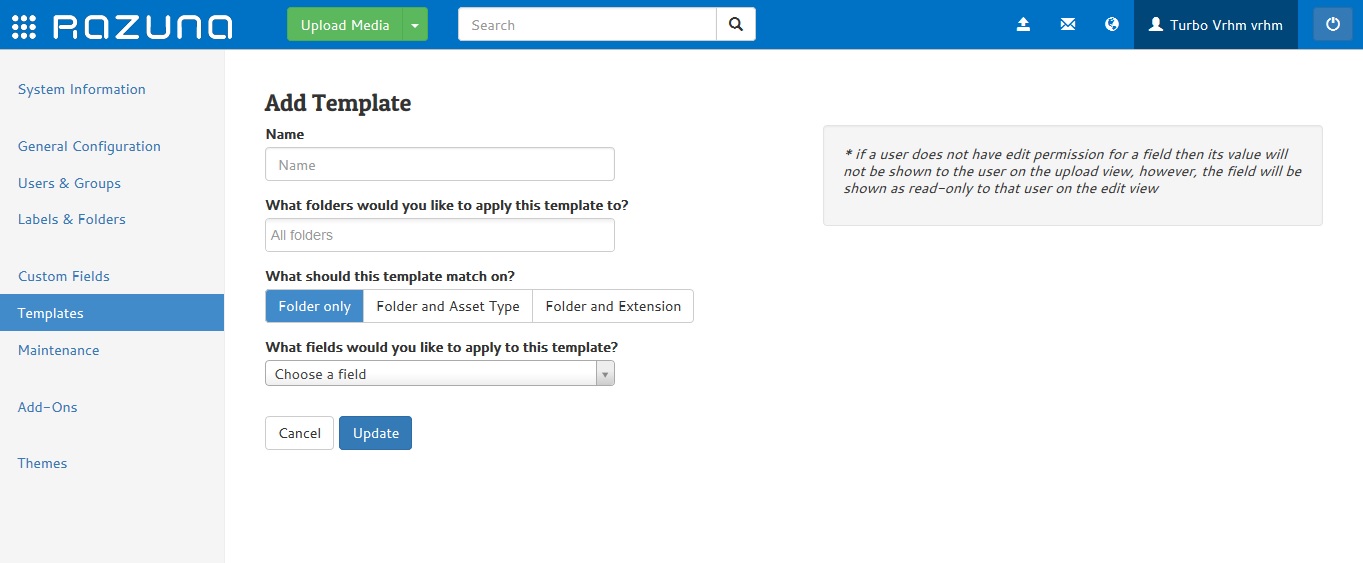 RAZUNA
Upload Media
Search
Turbo Vrhm vrhm
System Information
General Configuration
Users & Groups
Labels & Folders
Custom Fields
Templates
Maintenance
Add-Ons
Themes
Add Template
Name
Name
What folders would you like to apply this template to?
All folders
What should this template match on?
Folder only Folder and Asset Type Folder and Extension
What fields would you like to apply to this template?
Choose a field
Cancel Update
* if a user does not have edit permission for a field then its value will
not be shown to the user on the upload view, however, the field will be
shown as read-only to that user on the edit view